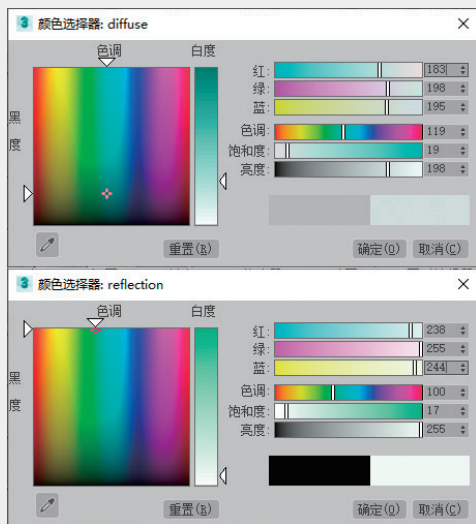 3 颜色选择器: diffuse
色调 白度
黑度
红: 183
绿: 198
蓝: 195
色调: 119
饱和度: 19
亮度: 198
重置(R) 确定(O) 取消(C)
3 颜色选择器: reflection
色调 白度
黑度
红: 238
绿: 255
蓝: 244
色调: 100
饱和度: 17
亮度: 255
重置(R) 确定(O) 取消(C)